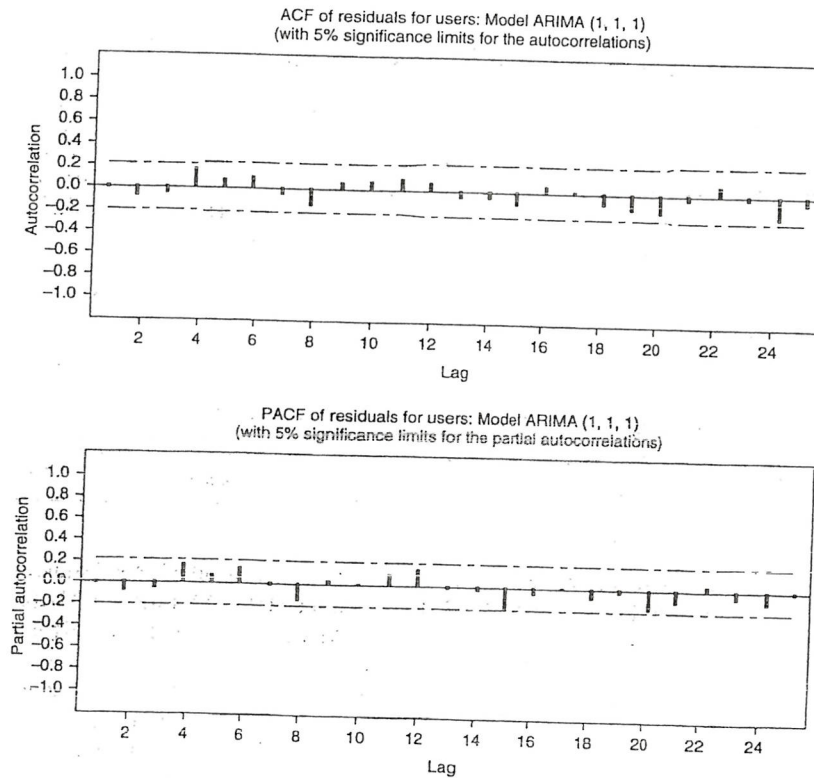 ACF of residuals for users: Model ARIMA (1, 1, 1)
(with 5% significance limits for the autocorrelations)
Autocorrelation
1.0
0.8
0.6
0.4
0.2
0.0
−0.2
−0.4
−0.6
−0.8
−1.0
2 4 6 8 10 12 14 16 18 20 22 24
Lag
PACF of residuals for users: Model ARIMA (1, 1, 1)
(with 5% significance limits for the partial autocorrelations)
Partial autocorrelation
1.0
0.8
0.6
0.4
0.2
0.0
−0.2
−0.4
−0.6
−0.8
−1.0
2 4 6 8 10 12 14 16 18 20 22 24
Lag